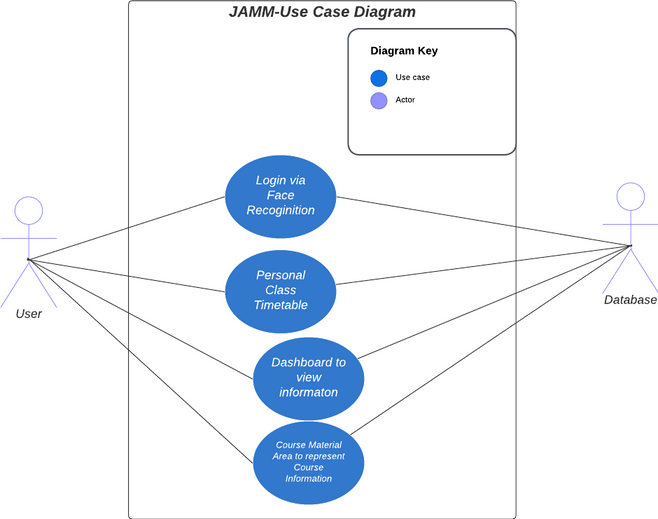 JAMM-Use Case Diagram
Diagram Key
Use case
Actor
Login via
Face
Recoginition
Personal
Class
Timetable
User
Database
Dashboard to
view
informaton
Course Material
Area to represent
Course
Information